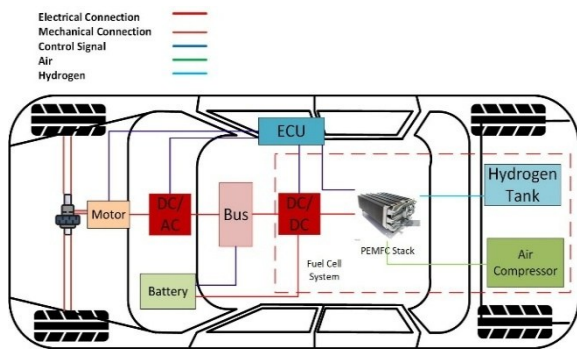 Electrical Connection
Mechanical Connection
Control Signal
Air
Hydrogen
ECU
Hydrogen
Tank
Motor
DC/
AC
Bus
DC/
DC
PEMFC Stack
Fuel Cell
System
Air
Compressor
Battery